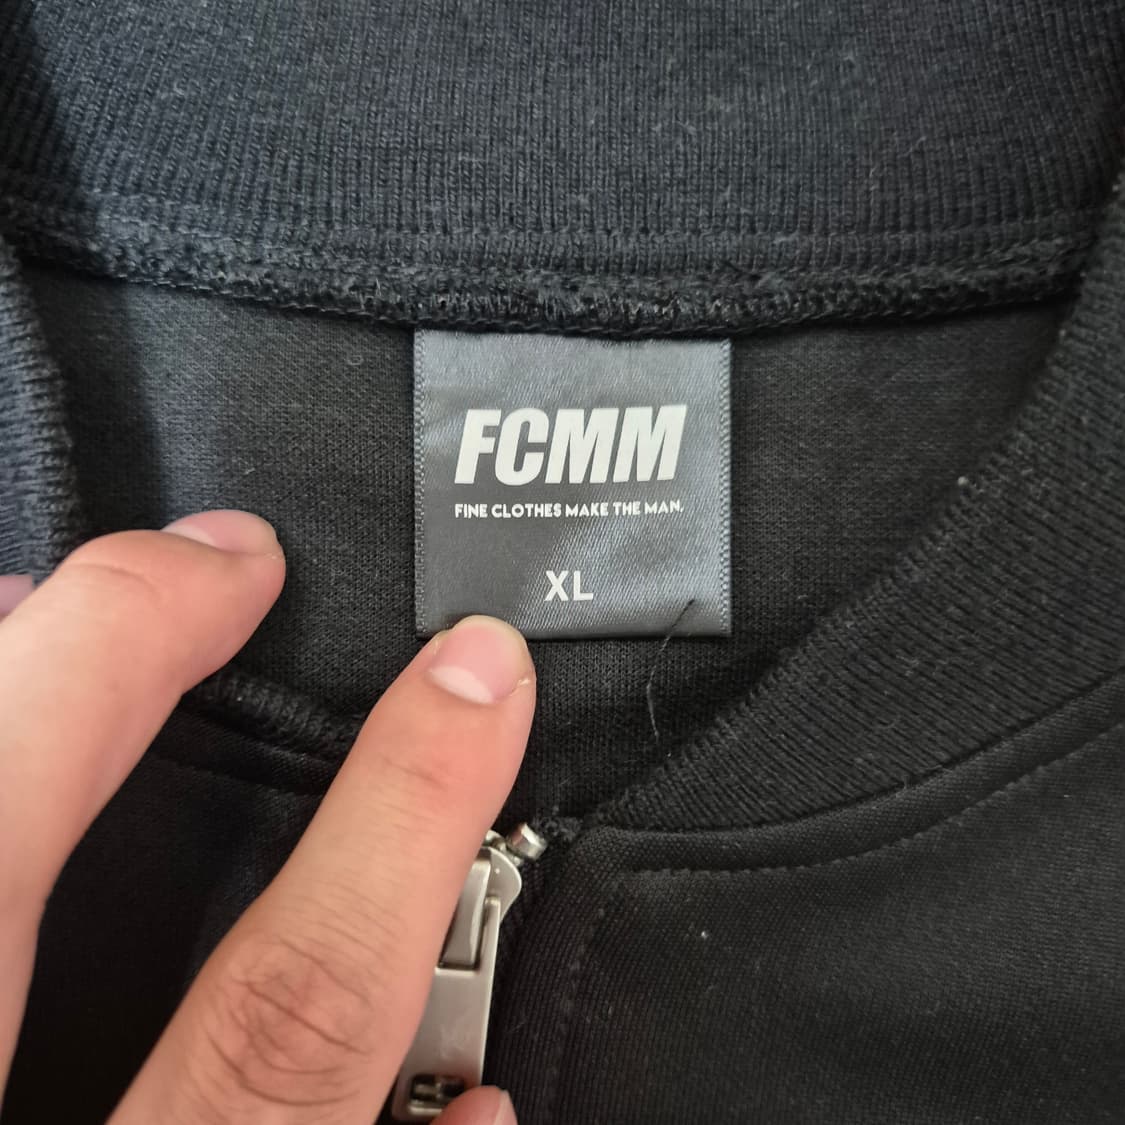 FCMM
FINE CLOTHES MAKE THE MAN.
XL